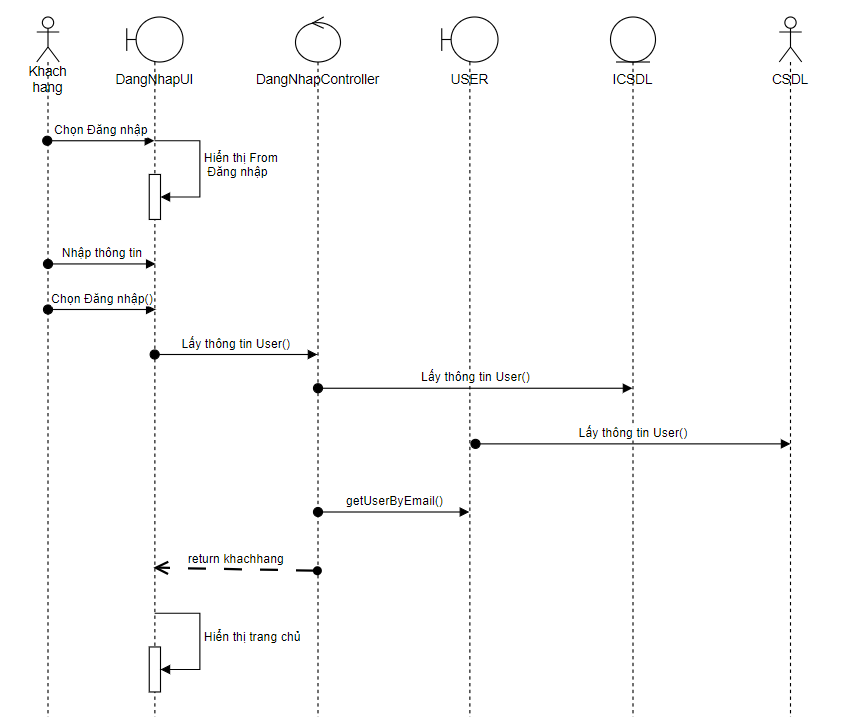 Khách
hang
DangNhapUI
DangNhapController
USER
ICSDL
CSDL
Chọn Đăng nhập
Hiển thị From
Đăng nhập
Nhập thông tin
Chọn Đăng nhập()
Lấy thông tin User()
Lấy thông tin User()
Lấy thông tin User()
getUserByEmail()
return khachhang
Hiển thị trang chủ